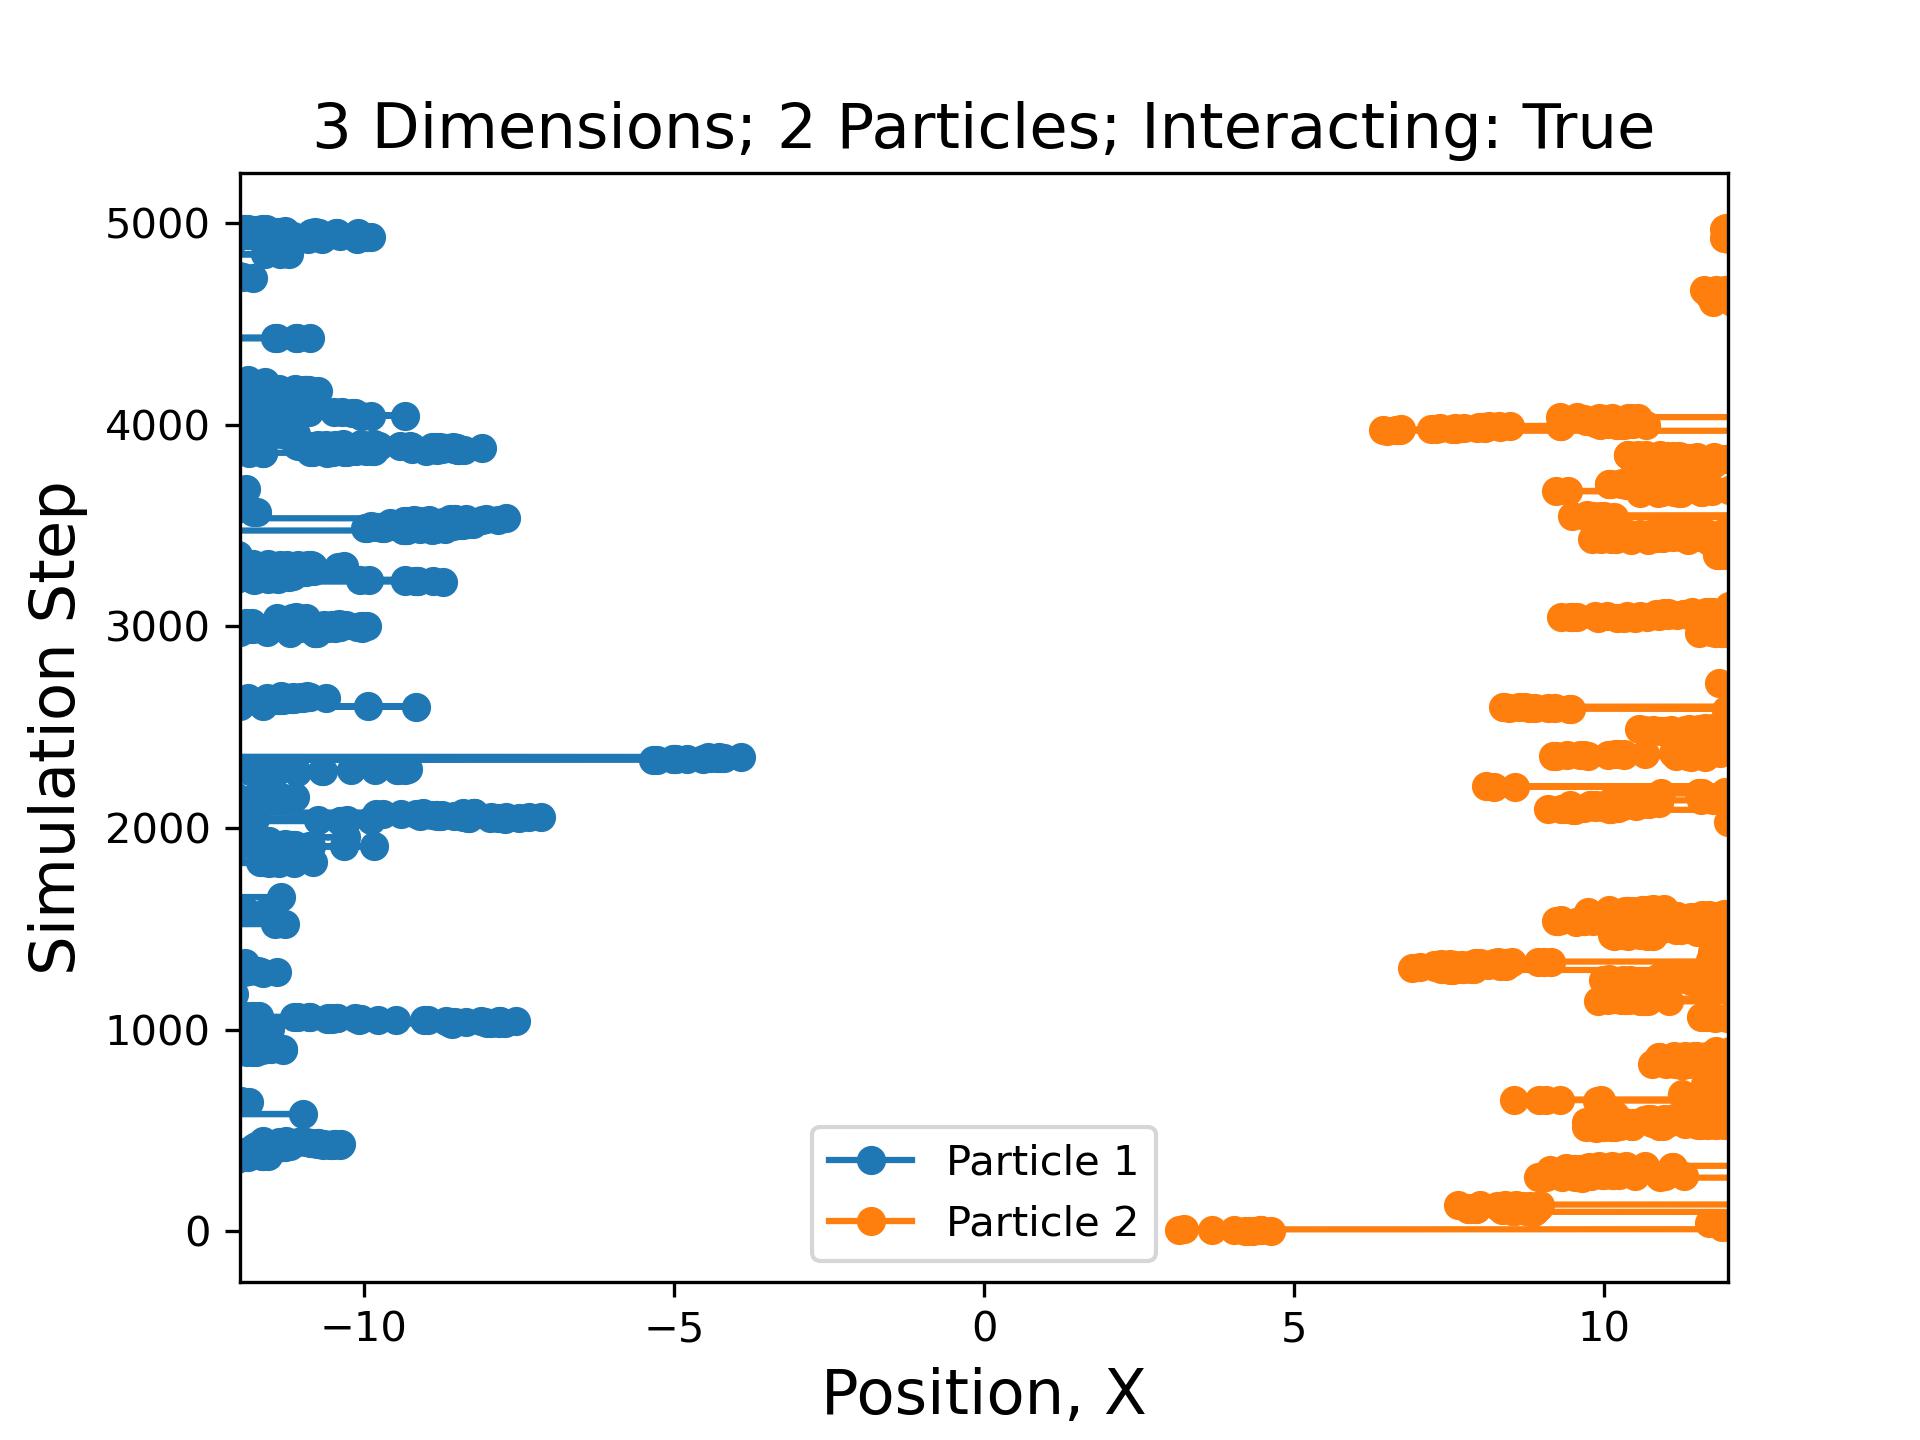 3 Dimensions; 2 Particles; Interacting: True
Simulation Step
5000
4000
3000
2000
1000
0
Particle 1
Particle 2
−10
−5
0
5
10
Position, X